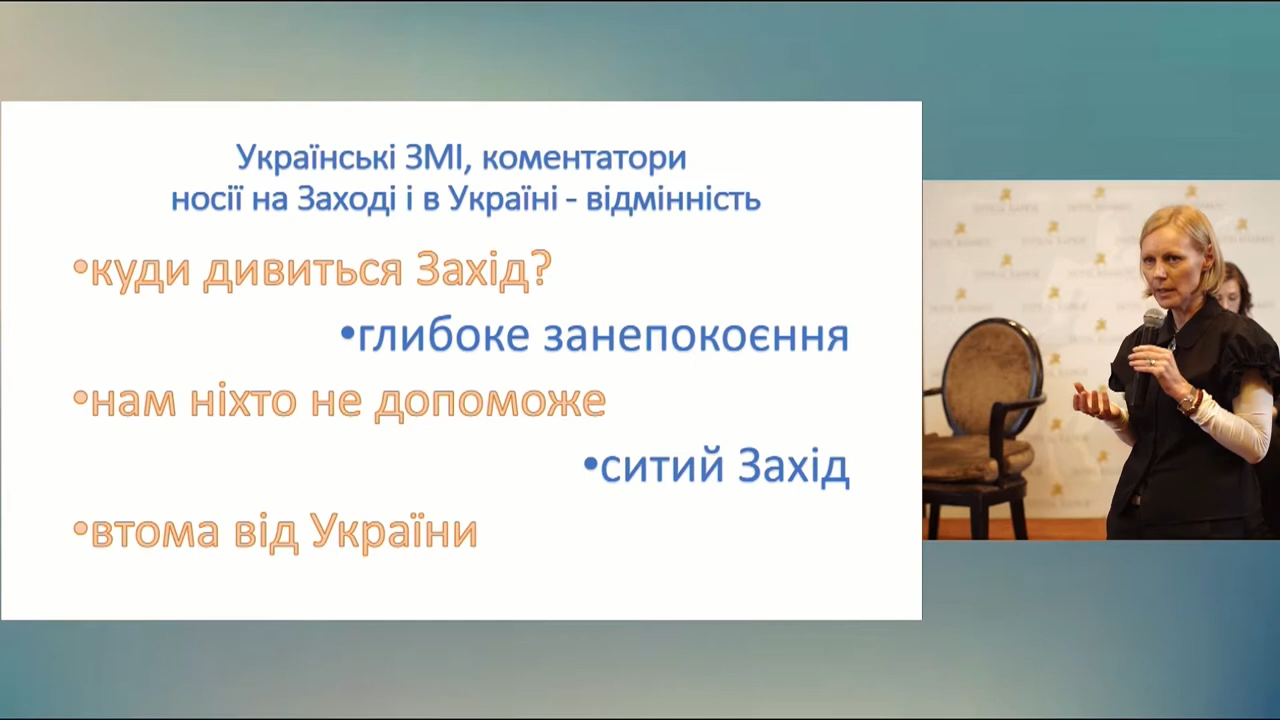 Українські ЗМІ, коментатори
носії на Заході і в Україні - відмінність
•куди дивиться Захід?
•глибоке занепокоєння
•нам ніхто не допоможе
•ситий Захід
•втома від України